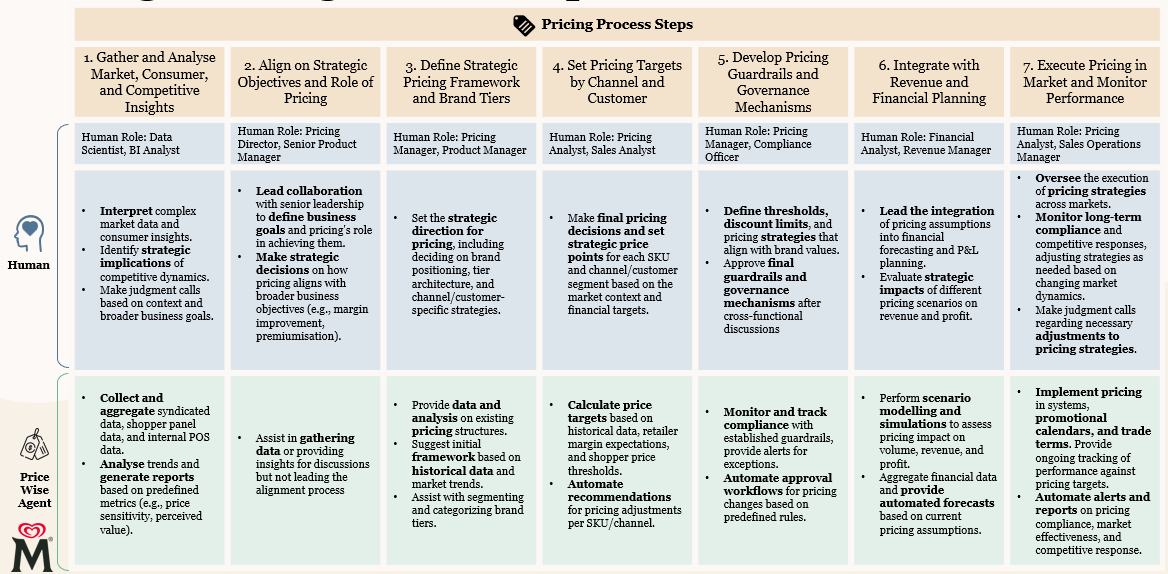 Pricing Process Steps
1. Gather and Analyse
Market, Consumer,
and Competitive
Insights
2. Align on Strategic
Objectives and Role of
Pricing
3. Define Strategic
Pricing Framework
and Brand Tiers
4. Set Pricing Targets
by Channel and
Customer
5. Develop Pricing
Guardrails and
Governance
Mechanisms
6. Integrate with
Revenue and
Financial Planning
7. Execute Pricing in
Market and Monitor
Performance
Human Role: Data
Scientist, BI Analyst
Human Role: Pricing
Director, Senior Product
Manager
Human Role: Pricing
Manager, Product Manager
Human Role: Pricing
Analyst, Sales Analyst
Human Role: Pricing
Manager, Compliance
Officer
Human Role: Financial
Analyst, Revenue Manager
Human Role: Pricing
Analyst, Sales Operations
Manager
Human
• Interpret complex
market data and
consumer insights.
• Identify strategic
implications of
competitive dynamics.
• Make judgment calls
based on context and
broader business goals.
• Lead collaboration
with senior leadership
to define business
goals and pricing's role
in achieving them.
• Make strategic
decisions on how
pricing aligns with
broader business
objectives (e.g., margin
improvement,
premiumisation).
• Set the strategic
direction for
pricing, including
deciding on brand
positioning, tier
architecture, and
channel/customer-
specific strategies.
• Make final pricing
decisions and set
strategic price
points for each SKU
and channel/customer
segment based on the
market context and
financial targets.
• Define thresholds,
discount limits, and
pricing strategies that
align with brand values.
• Approve final
guardrails and
governance
mechanisms after
cross-functional
discussions
• Lead the integration
of pricing assumptions
into financial
forecasting and P&L
planning.
• Evaluate strategic
impacts of different
pricing scenarios on
revenue and profit.
• Oversee the execution
of pricing strategies
across markets.
• Monitor long-term
compliance and
competitive responses,
adjusting strategies as
needed based on
changing market
dynamics.
• Make judgment calls
regarding necessary
adjustments to
pricing strategies.
Price
Wise
Agent
M
• Collect and
aggregate syndicated
data, shopper panel
data, and internal POS
data.
• Analyse trends and
generate reports
based on predefined
metrics (e.g., price
sensitivity, perceived
value).
• Assist in gathering
data or providing
insights for discussions
but not leading the
alignment process
• Provide data and
analysis on existing
pricing structures.
• Suggest initial
framework based on
historical data and
market trends.
• Assist with segmenting
and categorizing brand
tiers.
• Calculate price
targets based on
historical data, retailer
margin expectations,
and shopper price
thresholds.
• Automate
recommendations
for pricing adjustments
per SKU/channel.
• Monitor and track
compliance with
established guardrails,
provide alerts for
exceptions.
• Automate approval
workflows for pricing
changes based on
predefined rules.
• Perform scenario
modelling and
simulations to assess
pricing impact on
volume, revenue, and
profit.
• Aggregate financial data
and provide
automated forecasts
based on current
pricing assumptions.
• Implement pricing
in systems,
promotional
calendars, and trade
terms. Provide
ongoing tracking of
performance against
pricing targets.
• Automate alerts and
reports on pricing
compliance, market
effectiveness, and
competitive response.